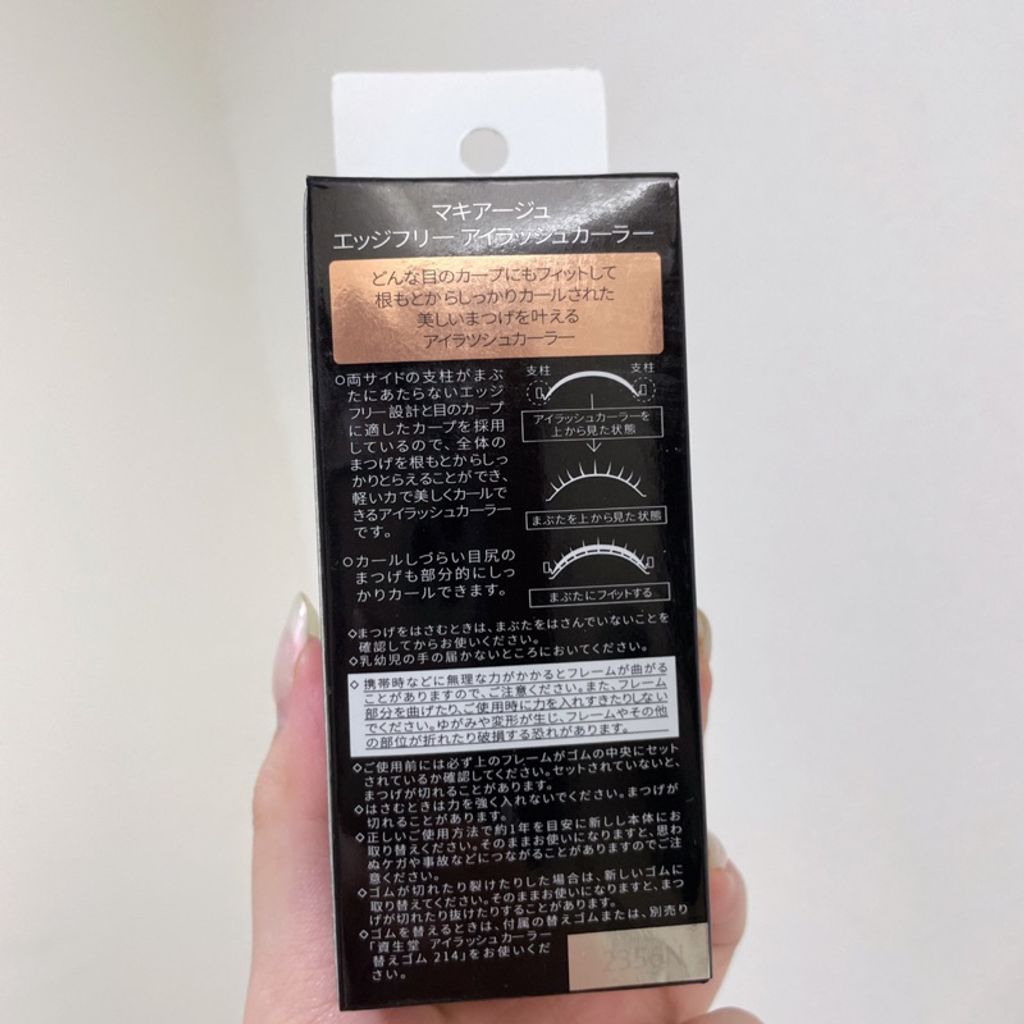 マキアージュ
エッジフリー アイラッシュカーラー
どんな目のカーブにもフィットして
根もとからしっかりカールされた
美しいまつげを叶える
アイラッシュカーラー
○両サイドの支柱がまぶ
たにあたらないエッジ
フリー設計と目のカーブ
に適したカーブを採用
しているので、全体の
まつげを根もとからしっ
かりとらえることができ、
軽い力で美しくカールで
きるアイラッシュカーラー
です。
○カールしづらい目尻の
まつげも部分的にしっ
かりカールできます。
支柱 支柱
アイラッシュカーラーを
上から見た状態
まぶたを上から見た状態
まぶたにフィットする
◇まつげをはさむときは、まぶたをはさんでいないことを
確認してからお使いください。
◇乳幼児の手の届かないところにおいてください。
◇携帯時などに無理な力がかかるとフレームが曲がる
ことがありますので、ご注意ください。また、フレーム
部分を曲げたり、ご使用時に力を入れすぎたりしない
でください。ゆがみや変形が生じ、フレームやその他
の部位が折れたり破損する恐れがあります。
◇ご使用前には必ず上のフレームがゴムの中央にセット
されているか確認してください。セットされていないと、
まつげが切れることがあります。
◇はさむときは力を強く入れないでください。まつげが
切れることがあります。
◇正しいご使用方法で約1年を目安に新しい本体にお
取り替えください。そのままお使いになりますと、思わ
ぬケガや事故などにつながることがありますのでご注
意ください。
◇ゴムが切れたり裂けたりした場合は、新しいゴムに
取り替えてください。そのままお使いになりますと、まつ
げが切れたり抜けたりすることがあります。
◇ゴムを替えるときは、付属の替えゴムまたは、別売り
「資生堂 アイラッシュカーラー
替えゴム 214」をお使いくだ
さい。
2356N